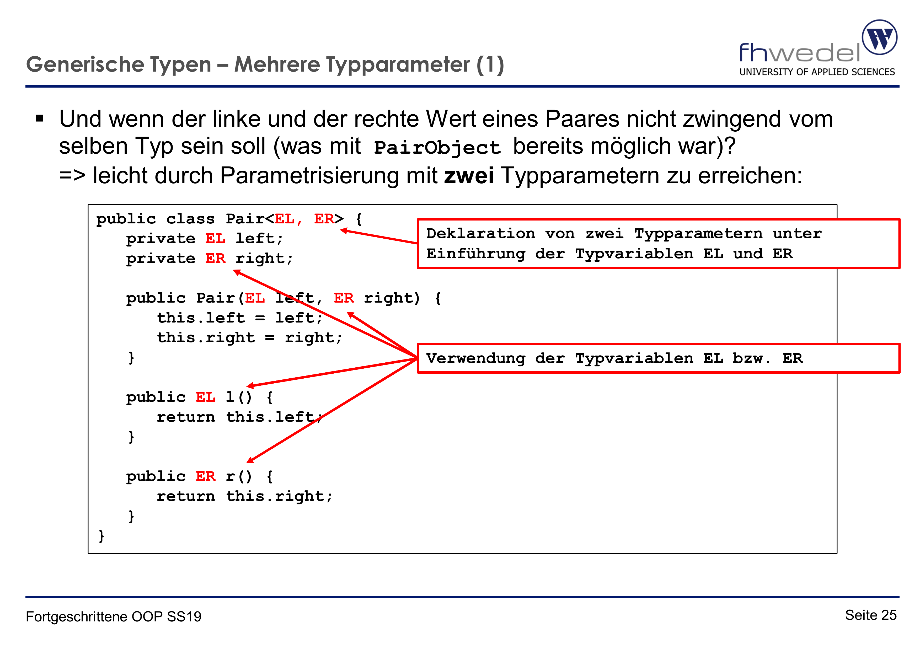 Generische Typen – Mehrere Typparameter (1)
fhwedel
UNIVERSITY OF APPLIED SCIENCES
▪ Und wenn der linke und der rechte Wert eines Paares nicht zwingend vom
selben Typ sein soll (was mit PairObject bereits möglich war)?
=> leicht durch Parametrisierung mit zwei Typparametern zu erreichen:
public class Pair<EL, ER> {
private EL left;
private ER right;
Deklaration von zwei Typparametern unter
Einführung der Typvariablen EL und ER
public Pair(EL left, ER right) {
this.left = left;
this.right = right;
}
Verwendung der Typvariablen EL bzw. ER
public EL l() {
return this.left;
}
public ER r() {
return this.right;
}
}
Fortgeschrittene OOP SS19
Seite 25